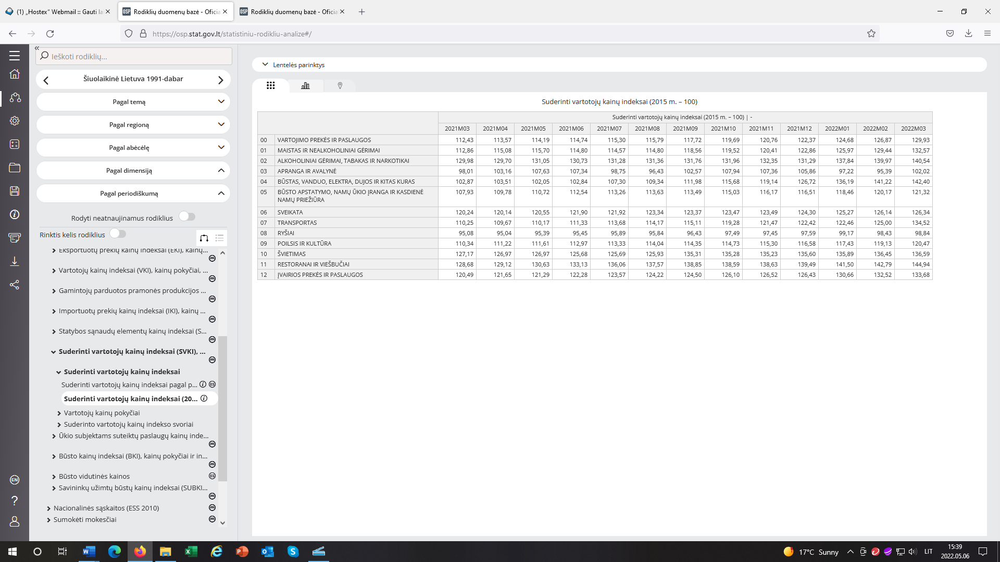 (1) „Hostex“ Webmail :: Gauti la
Rodiklių duomenų bazė - Oficia
Rodiklių duomenų bazė - Oficia
https://osp.stat.gov.lt/statistiniu-rodikliu-analize#/
Ieškoti rodiklių...
Šiuolaikinė Lietuva 1991-dabar
Pagal temą
Pagal regioną
Pagal abėcėlę
Pagal dimensiją
Pagal periodiškumą
Rodyti neatnaujinamus rodiklius
Rinktis kelis rodiklius
Eksportuotų prekių kainų indeksai (EKI), kainų...
Vartotojų kainų indeksai (VKI), kainų pokyčiai, ...
Gamintojų parduotos pramonės produkcijos ...
Importuotų prekių kainų indeksai (IKI), kainų ...
Statybos sąnaudų elementų kainų indeksai (S...
Suderinti vartotojų kainų indeksai (SVKI), ...
Suderinti vartotojų kainų indeksai
Suderinti vartotojų kainų indeksai pagal p...
Suderinti vartotojų kainų indeksai (20...
Vartotojų kainų pokyčiai
Suderinto vartotojų kainų indekso svoriai
Ūkio subjektams suteiktų paslaugų kainų inde...
Būsto kainų indeksai (BKI), kainų pokyčiai ir in...
Būsto vidutinės kainos
Savininkų užimtų būstų kainų indeksai (SUBKI...
Nacionalinės sąskaitos (ESS 2010)
Sumokėti mokesčiai
EN
Lentelės parinktys
Suderinti vartotojų kainų indeksai (2015 m. – 100)
Suderinti vartotojų kainų indeksai (2015 m. – 100) | -
2021M03 2021M04 2021M05 2021M06 2021M07 2021M08 2021M09 2021M10 2021M11 2021M12 2022M01 2022M02 2022M03
00 VARTOJIMO PREKĖS IR PASLAUGOS 112,43 113,57 114,19 114,74 115,30 115,79 117,72 119,69 120,76 122,37 124,68 126,87 129,93
01 MAISTAS IR NEALKOHOLINIAI GĖRIMAI 112,86 115,08 115,70 114,80 114,57 114,80 118,56 119,52 120,41 122,86 125,97 129,44 132,57
02 ALKOHOLINIAI GĖRIMAI, TABAKAS IR NARKOTIKAI 129,98 129,70 131,05 130,73 131,28 131,36 131,76 131,96 132,35 131,29 137,84 139,97 140,54
03 APRANGA IR AVALYNĖ 98,01 103,16 107,63 107,34 98,75 96,43 102,57 107,94 107,36 105,86 97,22 95,39 102,02
04 BŪSTAS, VANDUO, ELEKTRA, DUJOS IR KITAS KURAS 102,87 103,51 102,05 102,84 107,30 109,34 111,98 115,68 119,14 126,72 136,19 141,22 142,40
05 BŪSTO APSTATYMO, NAMŲ ŪKIO ĮRANGA IR KASDIENĖ 107,93 109,78 110,72 112,54 113,26 113,63 113,49 115,03 116,17 116,51 118,46 120,17 121,32
NAMŲ PRIEŽIŪRA
06 SVEIKATA 120,24 120,14 120,55 121,90 121,92 123,34 123,37 123,47 123,49 124,30 125,27 126,14 126,34
07 TRANSPORTAS 110,25 109,67 110,17 111,33 113,68 114,17 115,11 119,28 121,47 122,42 122,46 125,00 134,52
08 RYŠIAI 95,08 95,04 95,39 95,45 95,89 95,84 96,43 97,49 97,45 97,59 99,17 98,43 98,84
09 POILSIS IR KULTŪRA 110,34 111,22 111,61 112,97 113,33 114,04 114,35 114,73 115,30 116,58 117,43 119,13 120,47
10 ŠVIETIMAS 127,17 126,97 126,97 125,68 125,69 125,93 135,31 135,28 135,23 135,60 135,89 136,45 136,59
11 RESTORANAI IR VIEŠBUČIAI 128,68 129,12 130,63 133,13 136,06 137,57 138,85 138,59 138,63 139,49 141,50 142,79 144,94
12 ĮVAIRIOS PREKĖS IR PASLAUGOS 120,49 121,65 121,29 122,28 123,57 124,22 124,50 126,10 126,52 126,43 130,66 132,52 133,68
17°C Sunny
LIT
15:39
2022.05.06